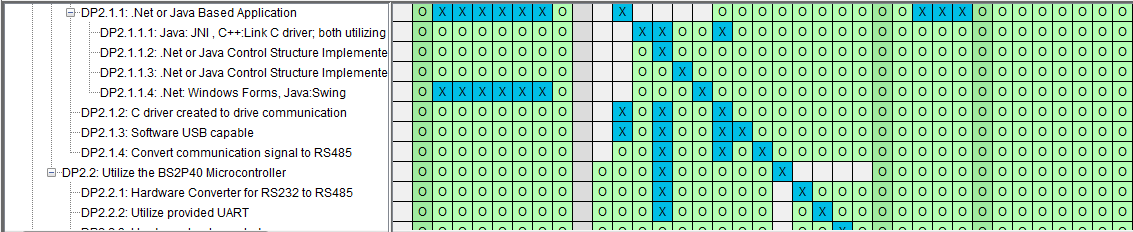 DP2.1.1: .Net or Java Based Application O X X X X X X O X O O O O O O O O O O X X X O O O O O O O O
DP2.1.1.1: Java: JNI , C++:Link C driver; both utilizing O O O O O O O O X X O O X O O O O O O O O O O O O O O O O O O O O
DP2.1.1.2: .Net or Java Control Structure Implemente O O O O O O O O X O O O O O O O O O O O O O O O O O O O O O O O
DP2.1.1.3: .Net or Java Control Structure Implemente O O O O O O O O X O O O O O O O O O O O O O O O O O O O O O O
DP2.1.1.4: .Net: Windows Forms, Java:Swing O X X X X X X O X O O O O O O O O O O O O O O O O O O O O O
DP2.1.2: C driver created to drive communication O O O O O O O O X O X O O X O O O O O O O O O O O O O O O O O O O O
DP2.1.3: Software USB capable O O O O O O O O X O X O O X X O O O O O O O O O O O O O O O O O O O
DP2.1.4: Convert communication signal to RS485 O O O O O O O O O O X O O X O X O O O O O O O O O O O O O O O O O O
DP2.2: Utilize the BS2P40 Microcontroller O O O O O O O O O O O X O O O O O X O O O O O O O O O O O O O
DP2.2.1: Hardware Converter for RS232 to RS485 O O O O O O O O O O O X O O O O O X O O O O O O O O O O O O O O O O
DP2.2.2: Utilize provided UART O O O O O O O O O O O X O O O O O O X O O O O O O O O O O O O O O O